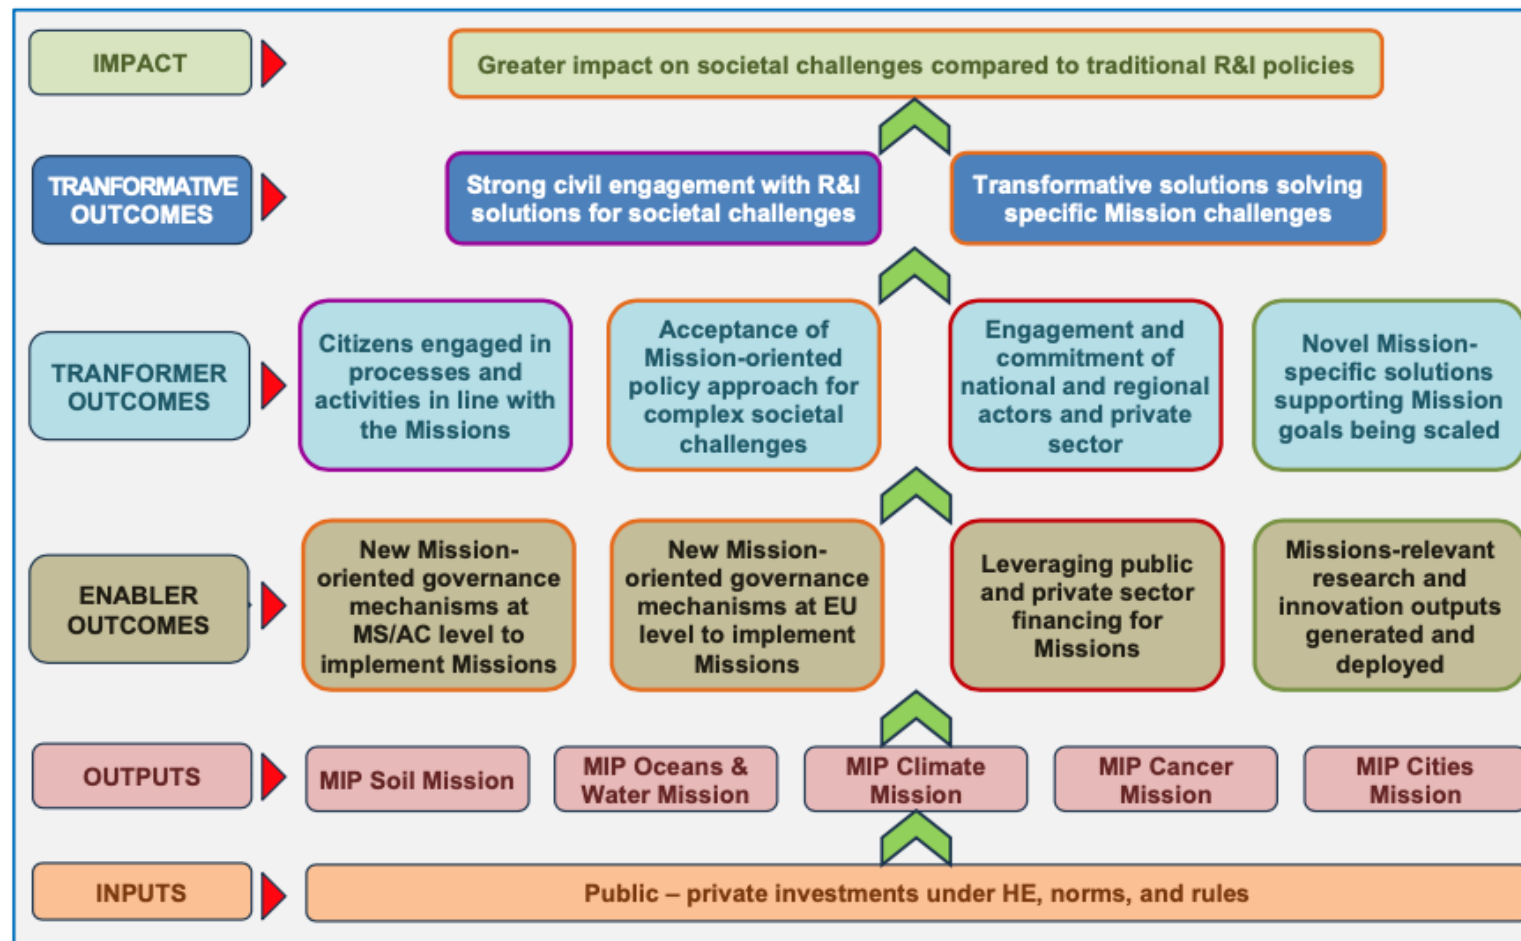 IMPACT
Greater impact on societal challenges compared to traditional R&I policies
TRANFORMATIVE
OUTCOMES
Strong civil engagement with R&I
solutions for societal challenges
Transformative solutions solving
specific Mission challenges
TRANFORMER
OUTCOMES
Citizens engaged in
processes and
activities in line with
the Missions
Acceptance of
Mission-oriented
policy approach for
complex societal
challenges
Engagement and
commitment of
national and regional
actors and private
sector
Novel Mission-
specific solutions
supporting Mission
goals being scaled
ENABLER
OUTCOMES
New Mission-
oriented governance
mechanisms at
MS/AC level to
implement Missions
New Mission-
oriented governance
mechanisms at EU
level to implement
Missions
Leveraging public
and private sector
financing for
Missions
Missions-relevant
research and
innovation outputs
generated and
deployed
OUTPUTS
MIP Soil Mission
MIP Oceans &
Water Mission
MIP Climate
Mission
MIP Cancer
Mission
MIP Cities
Mission
INPUTS
Public – private investments under HE, norms, and rules